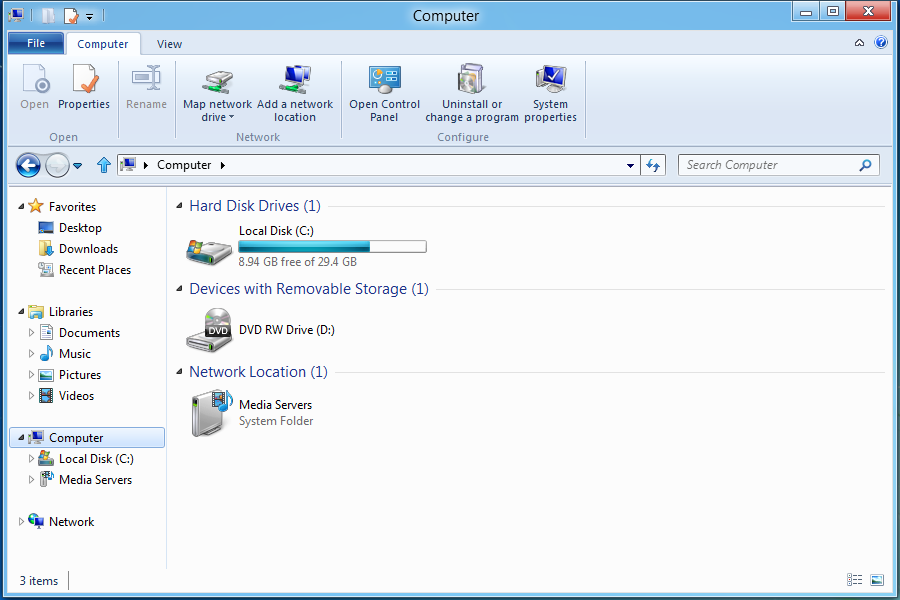 Computer
File
Computer
View
Open
Properties
Rename
Map network
drive
Add a network
location
Open Control
Panel
Uninstall or
change a program
System
properties
Open
Network
Configure
Computer
Search Computer
Favorites
Desktop
Downloads
Recent Places
Libraries
Documents
Music
Pictures
Videos
Computer
Local Disk (C:)
Media Servers
Network
Hard Disk Drives (1)
Local Disk (C:)
8.94 GB free of 29.4 GB
Devices with Removable Storage (1)
DVD
DVD RW Drive (D:)
Network Location (1)
Media Servers
System Folder
3 items